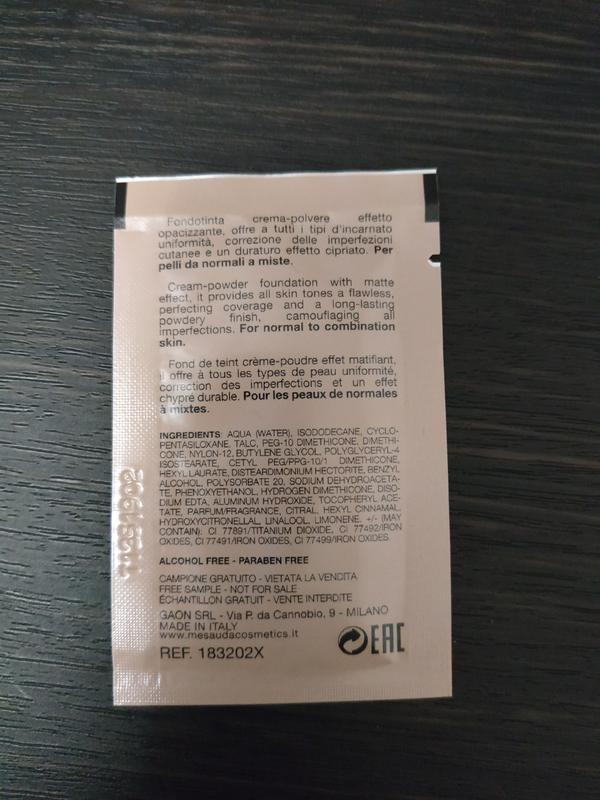 Fondotinta crema-polvere effetto
opacizzante, offre a tutti i tipi d'incarnato
uniformità, correzione delle imperfezioni
cutanee e un duraturo effetto cipriato. Per
pelli da normali a miste.
Cream-powder foundation with matte
effect, it provides all skin tones a flawless,
perfecting coverage and a long-lasting
powdery finish, camouflaging all
imperfections. For normal to combination
skin.
Fond de teint crème-poudre effet matifiant,
il offre à tous les types de peau uniformité,
correction des imperfections et un effet
chypré durable. Pour les peaux de normales
à mixtes.
INGREDIENTS: AQUA (WATER), ISODODECANE, CYCLO-
PENTASILOXANE, TALC, PEG-10 DIMETHICONE, DIMETHI-
CONE, NYLON-12, BUTYLENE GLYCOL, POLYGLYCERYL-4
ISOSTEARATE, CETYL PEG/PPG-10/1 DIMETHICONE,
HEXYL LAURATE, DISTEARDIMONIUM HECTORITE, BENZYL
ALCOHOL, POLYSORBATE 20, SODIUM DEHYDROACETA-
TE, PHENOXYETHANOL, HYDROGEN DIMETHICONE, DISO-
DIUM EDTA, ALUMINUM HYDROXIDE, TOCOPHERYL ACE-
TATE, PARFUM/FRAGRANCE, CITRAL, HEXYL CINNAMAL,
HYDROXYCITRONELLAL, LINALOOL, LIMONENE. +/- (MAY
CONTAIN): CI 77891/TITANIUM DIOXIDE, CI 77492/IRON
OXIDES, CI 77491/IRON OXIDES, CI 77499/IRON OXIDES.
ALCOHOL FREE - PARABEN FREE
CAMPIONE GRATUITO - VIETATA LA VENDITA
FREE SAMPLE - NOT FOR SALE
ÉCHANTILLON GRATUIT - VENTE INTERDITE
GAON SRL - Via P. da Cannobio, 9 - MILANO
MADE IN ITALY
www.mesaudacosmetics.it
REF. 183202X
EAC